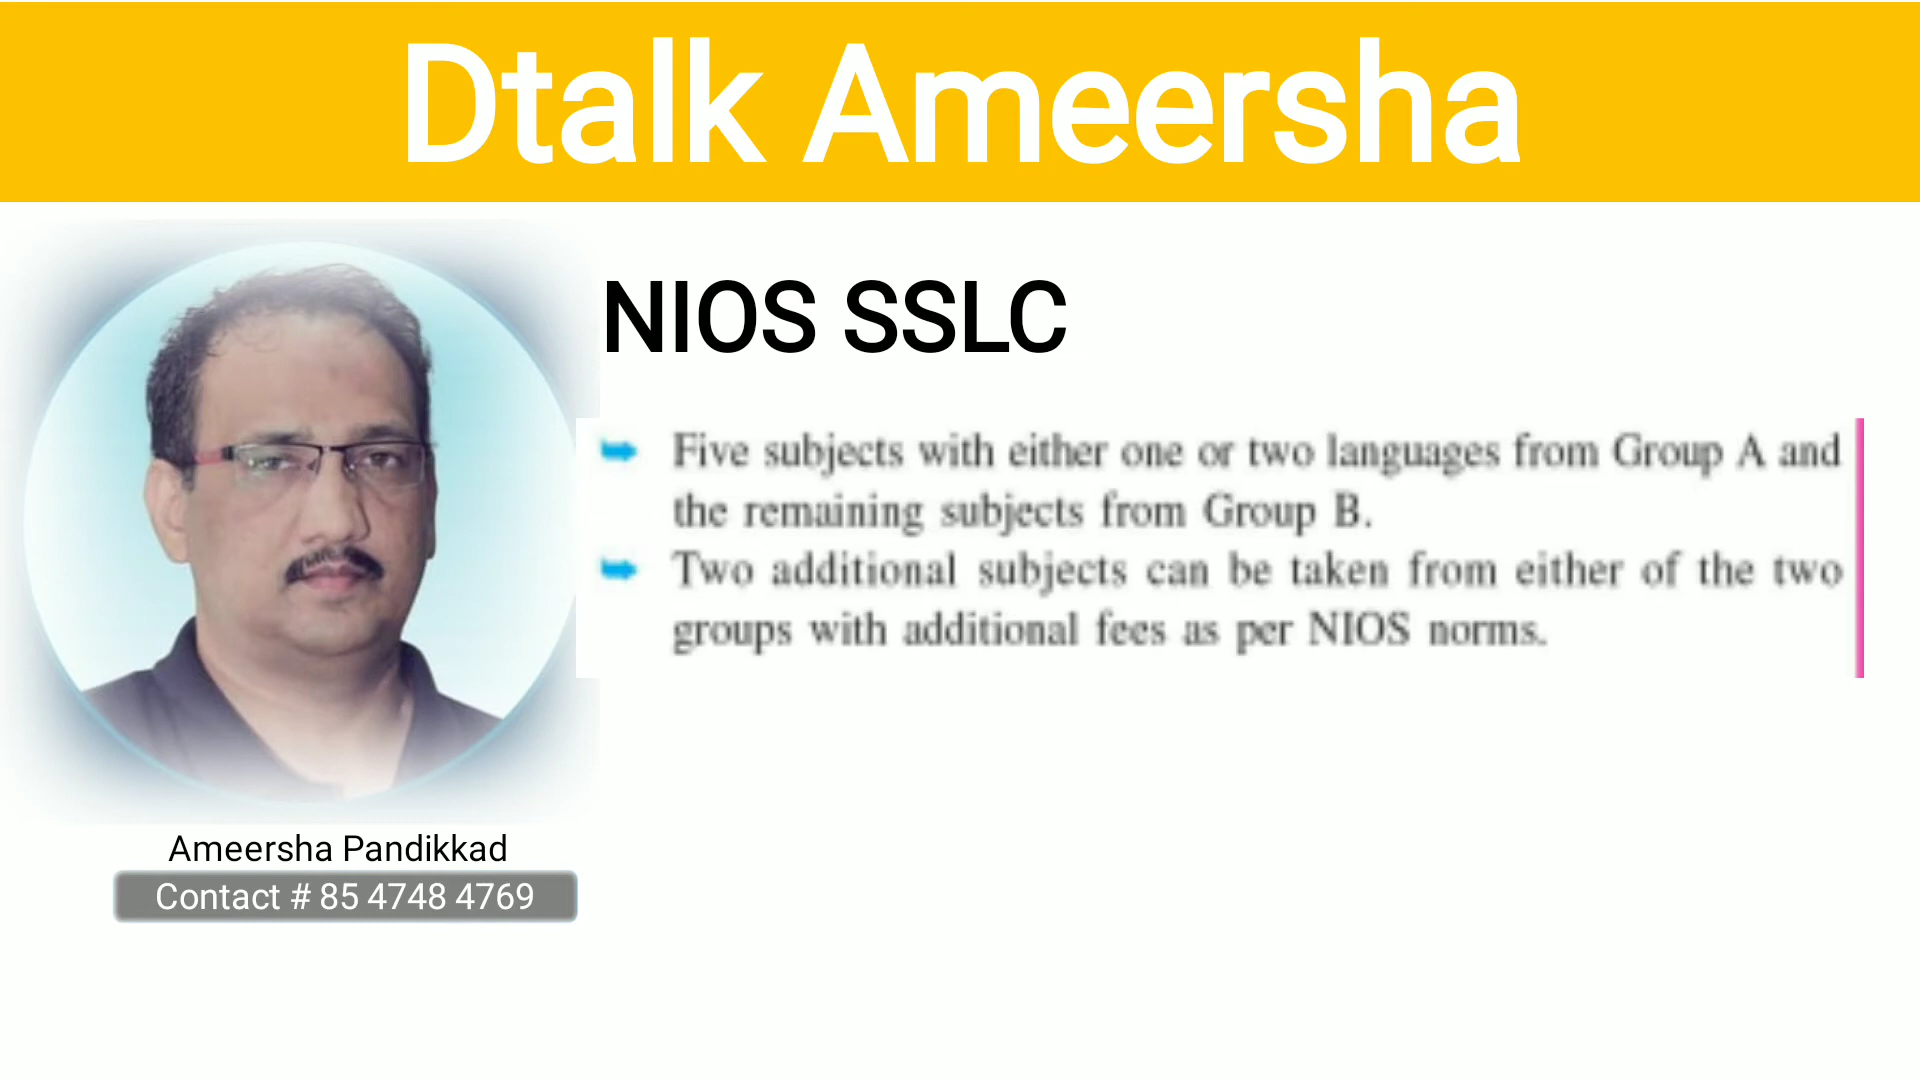 Dtalk Ameersha
NIOS SSLC
Five subjects with either one or two languages from Group A and
the remaining subjects from Group B.
Two additional subjects can be taken from either of the two
groups with additional fees as per NIOS norms.
Ameersha Pandikkad
Contact # 85 4748 4769